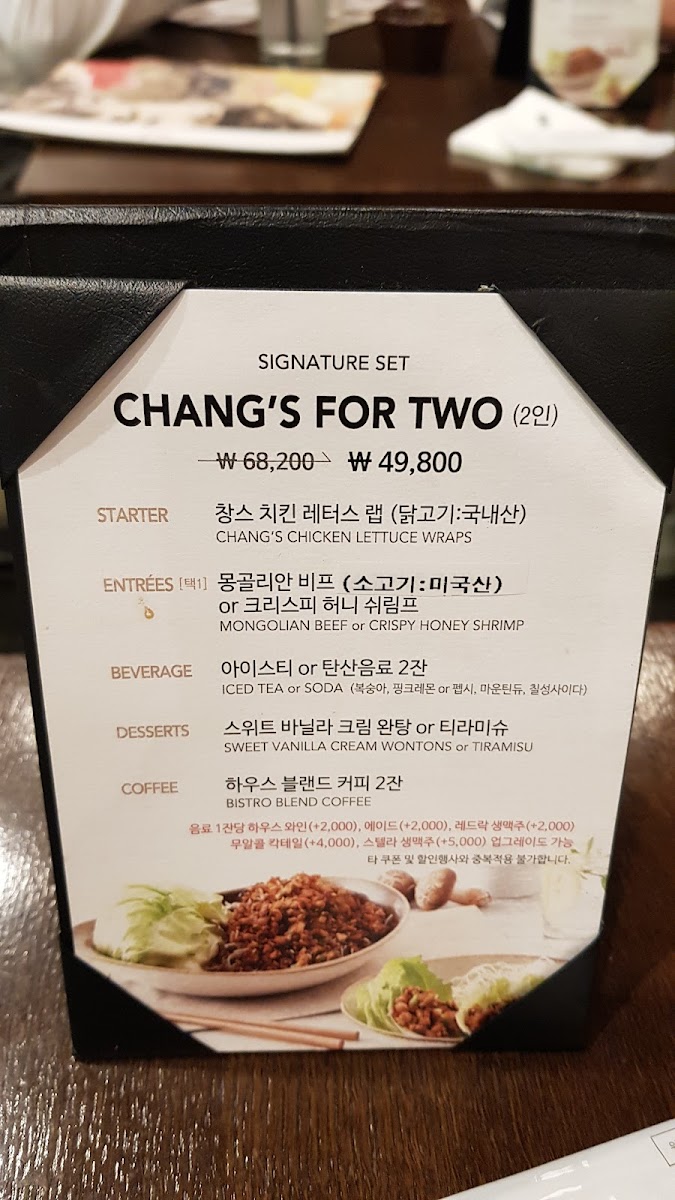 SIGNATURE SET
CHANG'S FOR TWO (2인)
₩ 68,200 ₩ 49,800
STARTER 창스 치킨 레터스 랩 (닭고기:국내산)
CHANG'S CHICKEN LETTUCE WRAPS
ENTRÉES [택1] 몽골리안 비프 (소고기:미국산)
or 크리스피 허니 쉬림프
MONGOLIAN BEEF or CRISPY HONEY SHRIMP
BEVERAGE 아이스티 or 탄산음료 2잔
ICED TEA or SODA (복숭아, 핑크레몬 or 펩시, 마운틴듀, 칠성사이다)
DESSERTS 스위트 바닐라 크림 완탕 or 티라미슈
SWEET VANILLA CREAM WONTONS or TIRAMISU
COFFEE 하우스 블랜드 커피 2잔
BISTRO BLEND COFFEE
음료 1잔당 하우스 와인(+2,000), 에이드(+2,000), 레드락 생맥주(+2,000)
무알콜 칵테일(+4,000), 스텔라 생맥주(+5,000) 업그레이드 가능
타 쿠폰 및 할인행사와 중복적용 불가합니다.